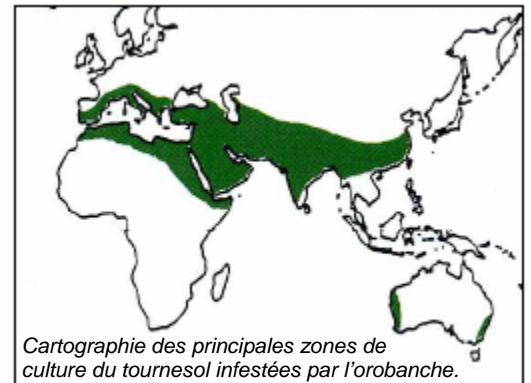 Cartographie des principales zones de
culture du tournesol infestées par l'orobanche.